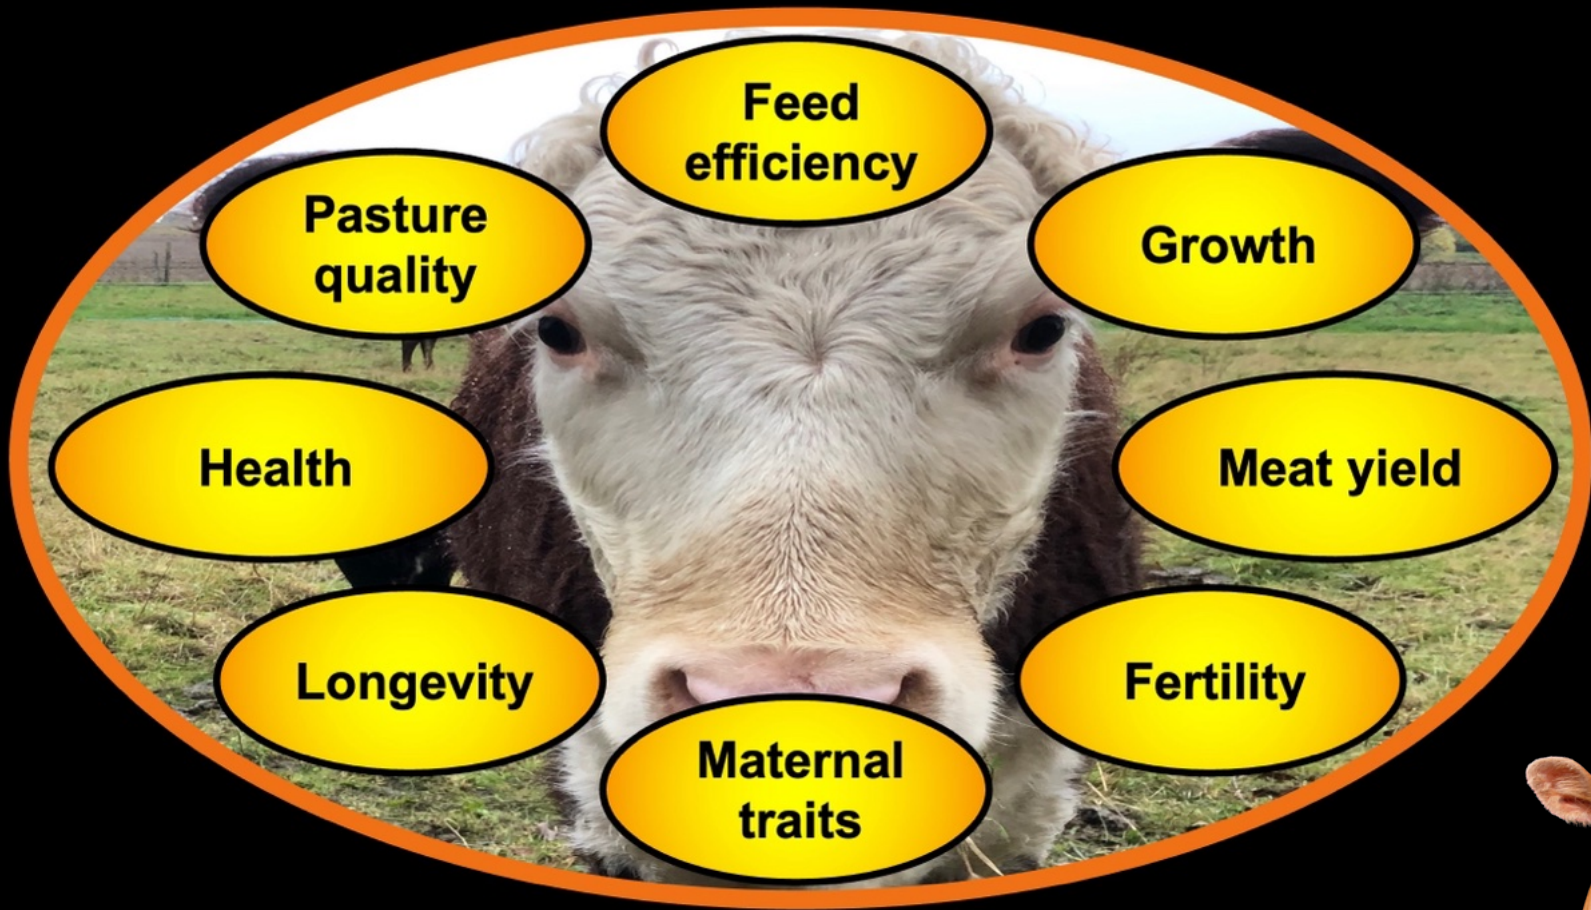 Feed
efficiency
Pasture
quality
Growth
Health
Meat yield
Longevity
Fertility
Maternal
traits